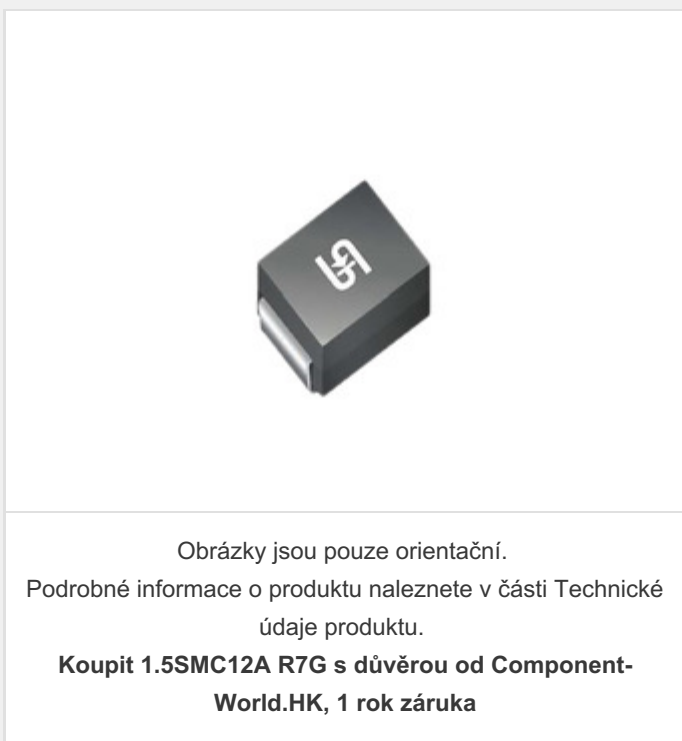 Obrázky jsou pouze orientační.
Podrobné informace o produktu naleznete v části Technické
údaje produktu.
Koupit 1.5SMC12A R7G s důvěrou od Component-
World.HK, 1 rok záruka